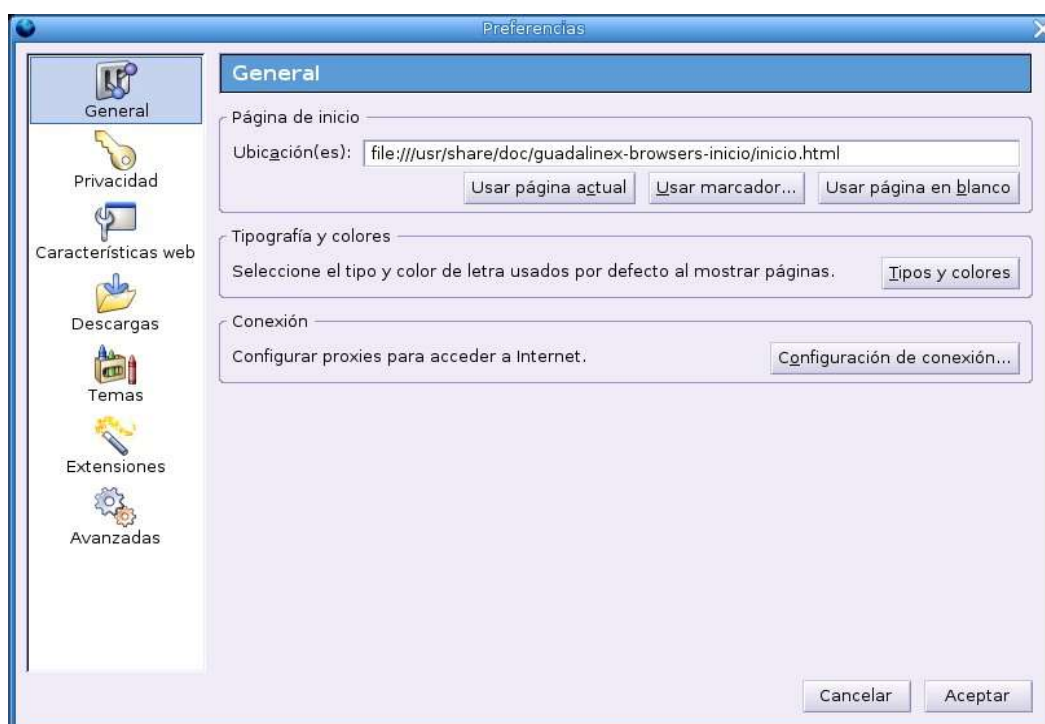 Preferencias
General
Privacidad
Características web
Descargas
Temas
Extensiones
Avanzadas
General
Página de inicio
Ubicación(es): file:///usr/share/doc/guadalinex-browsers-inicio/inicio.html
Usar página actual Usar marcador... Usar página en blanco
Tipografía y colores
Seleccione el tipo y color de letra usados por defecto al mostrar páginas. Tipos y colores
Conexión
Configurar proxies para acceder a Internet. Configuración de conexión...
Cancelar Aceptar